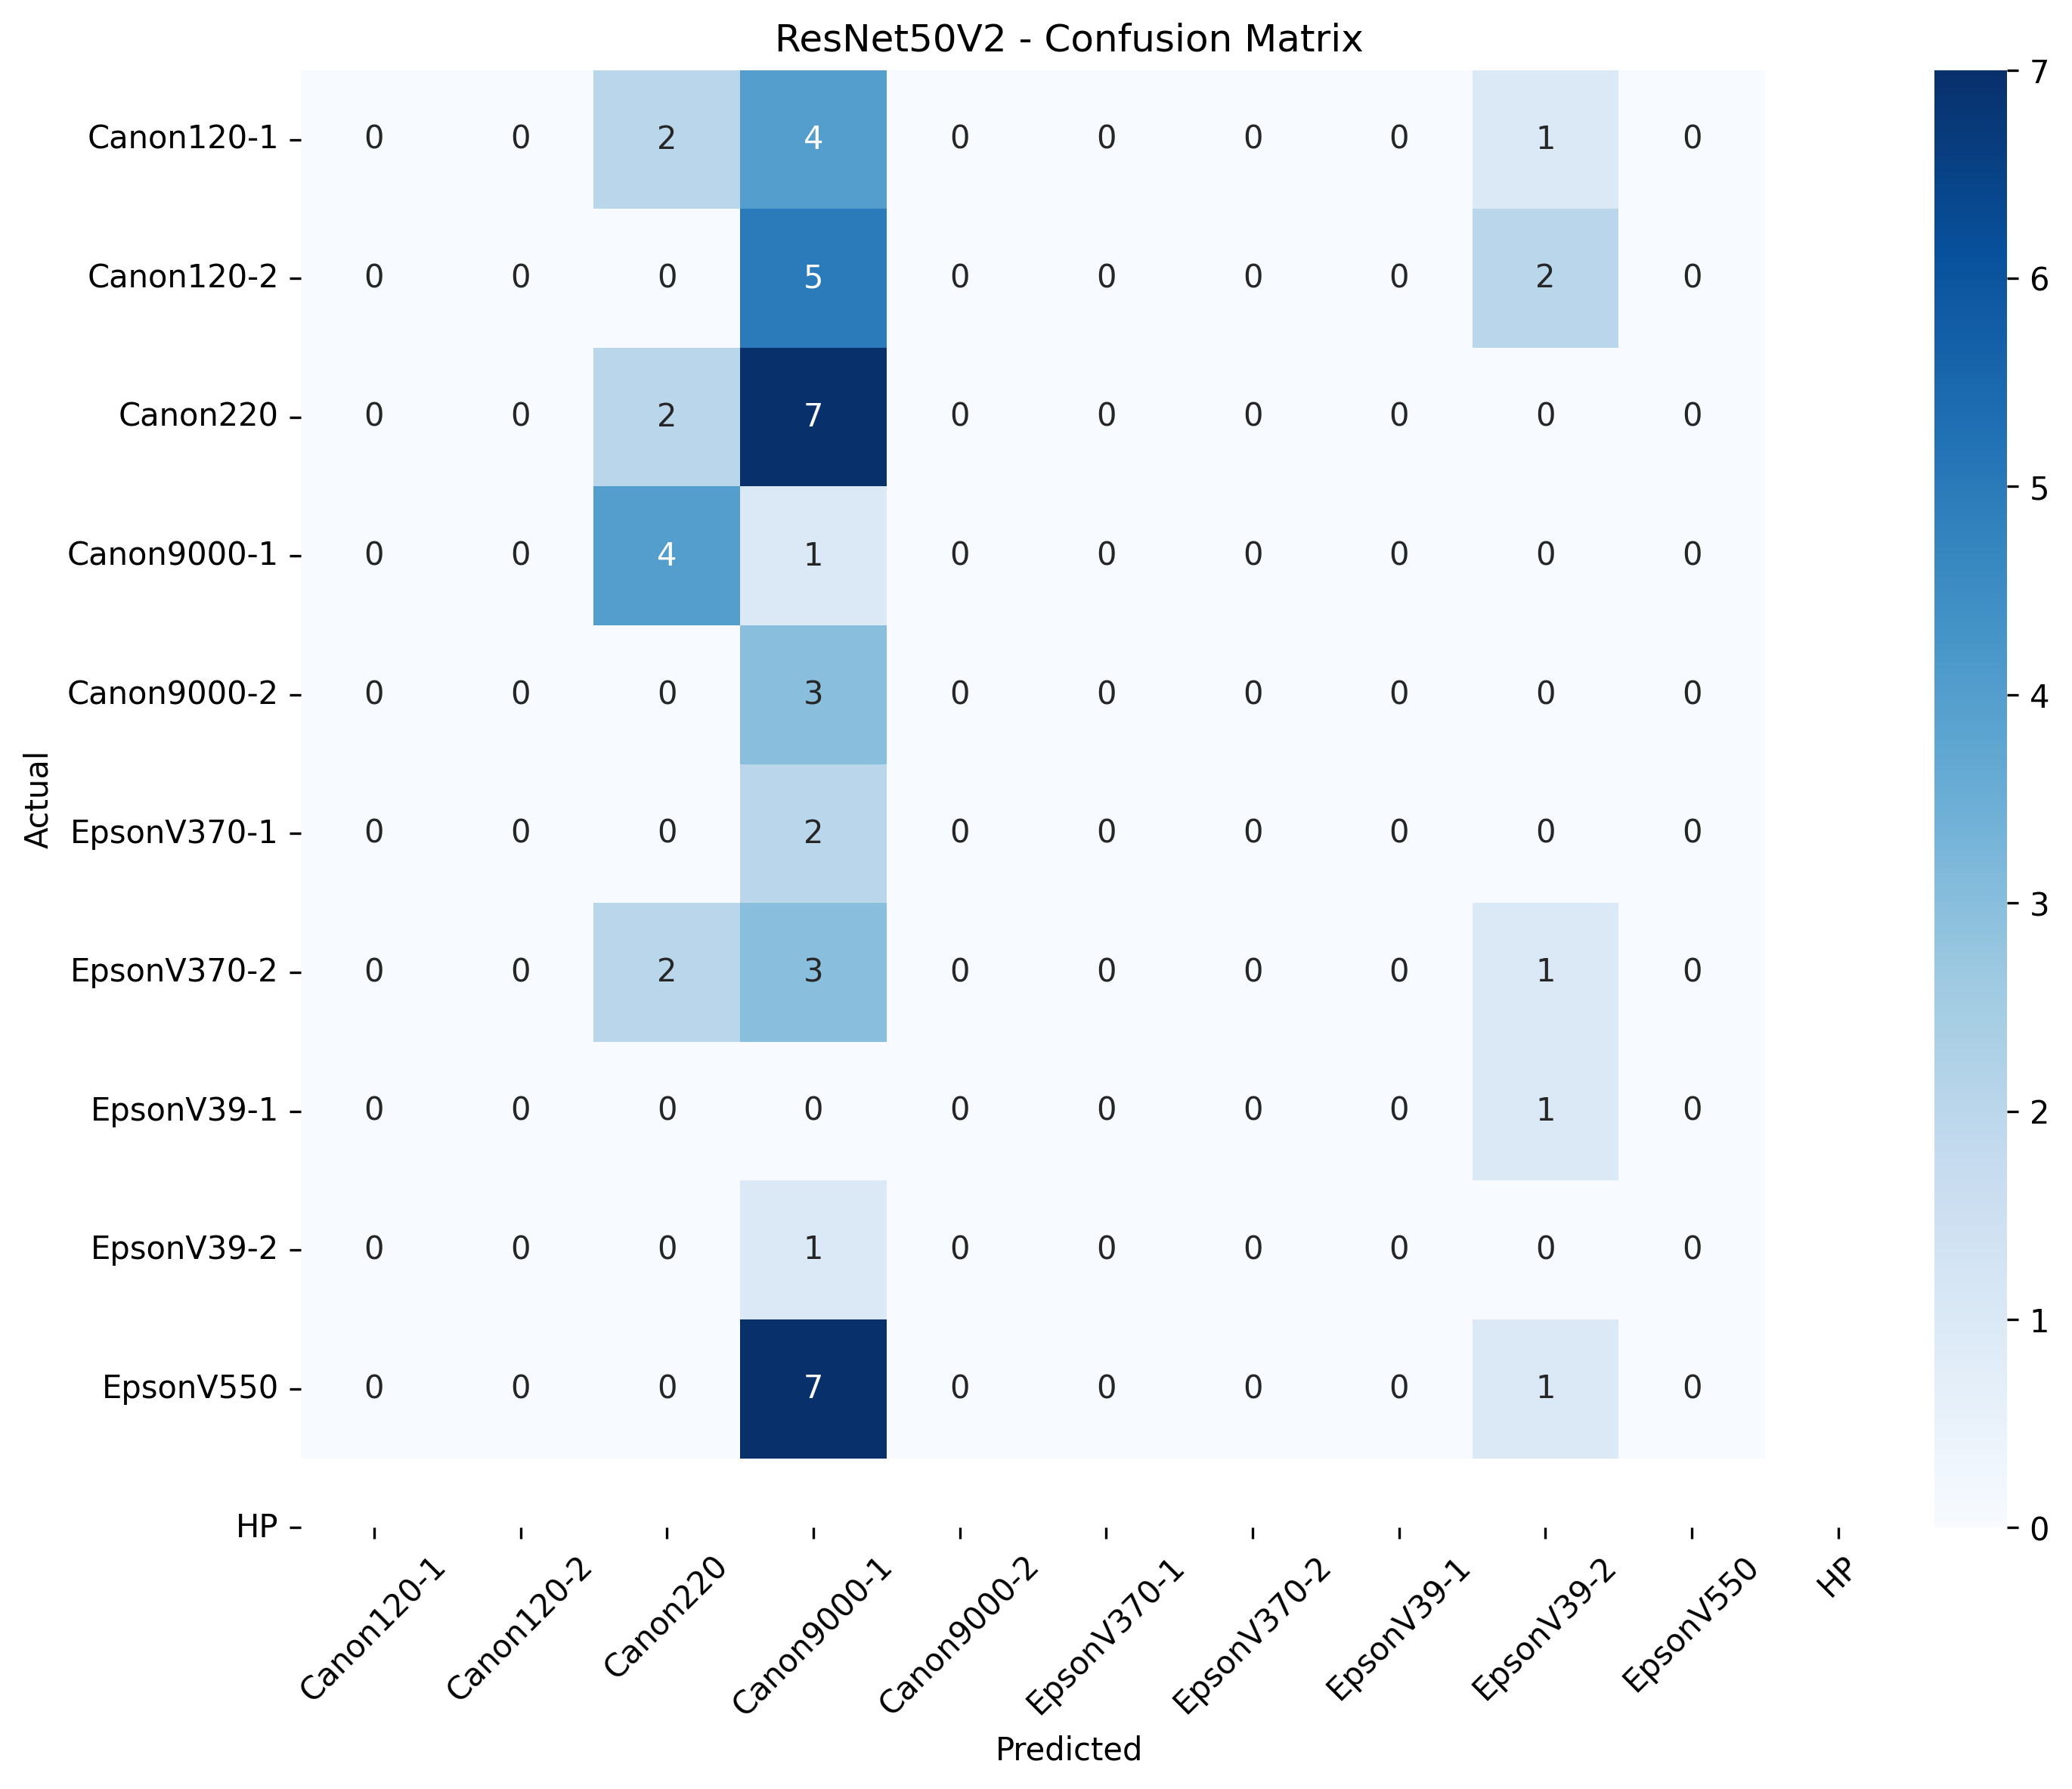 ResNet50V2 - Confusion Matrix
Canon120-1 0 0 2 4 0 0 0 0 1 0
Canon120-2 0 0 0 5 0 0 0 0 2 0
Canon220 0 0 2 7 0 0 0 0 0 0
Canon9000-1 0 0 4 1 0 0 0 0 0 0
Canon9000-2 0 0 0 3 0 0 0 0 0 0
EpsonV370-1 0 0 0 2 0 0 0 0 0 0
EpsonV370-2 0 0 2 3 0 0 0 0 1 0
EpsonV39-1 0 0 0 0 0 0 0 0 1 0
EpsonV39-2 0 0 0 1 0 0 0 0 0 0
EpsonV550 0 0 0 7 0 0 0 0 1 0
HP
Actual
Canon120-1 Canon120-2 Canon220 Canon9000-1 Canon9000-2 EpsonV370-1 EpsonV370-2 EpsonV39-1 EpsonV39-2 EpsonV550 HP
Predicted
7
6
5
4
3
2
1
0